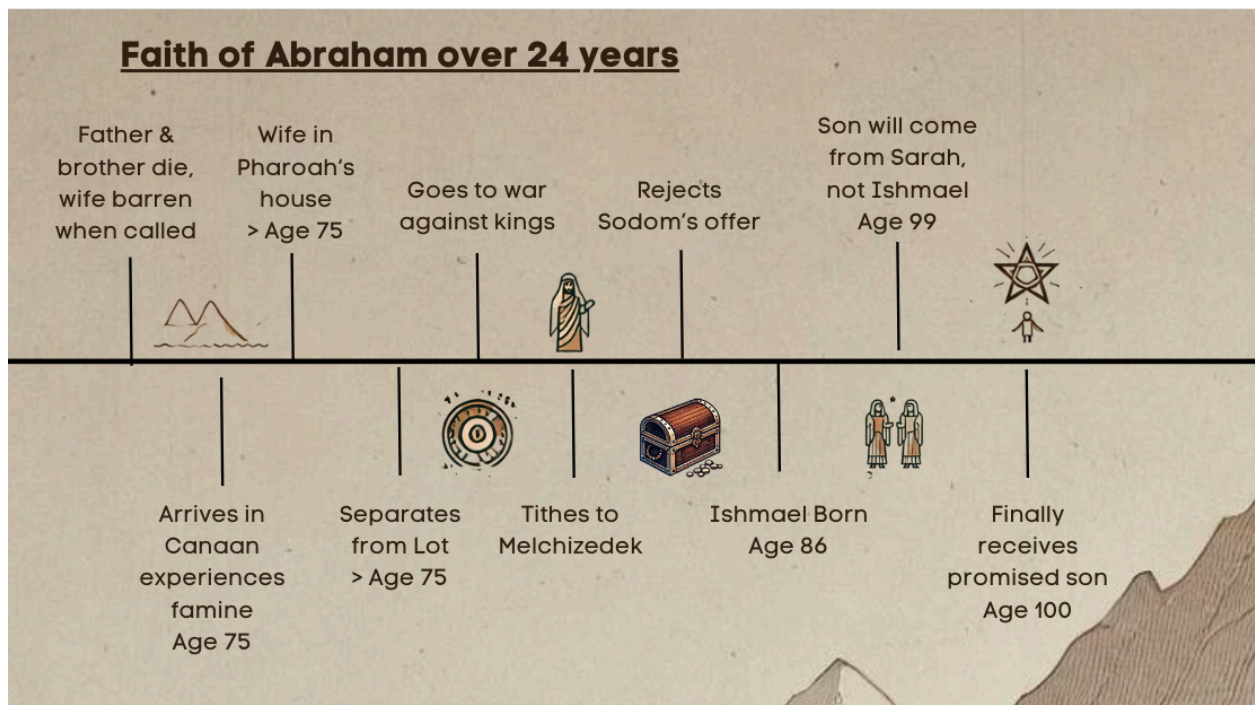 Faith of Abraham over 24 years
Father &
brother die,
wife barren
when called
Wife in
Pharoah's
house
> Age 75
Goes to war
against kings
Rejects
Sodom's offer
Son will come
from Sarah,
not Ishmael
Age 99
Arrives in
Canaan
experiences
famine
Age 75
Separates
from Lot
> Age 75
Tithes to
Melchizedek
Ishmael Born
Age 86
Finally
receives
promised son
Age 100